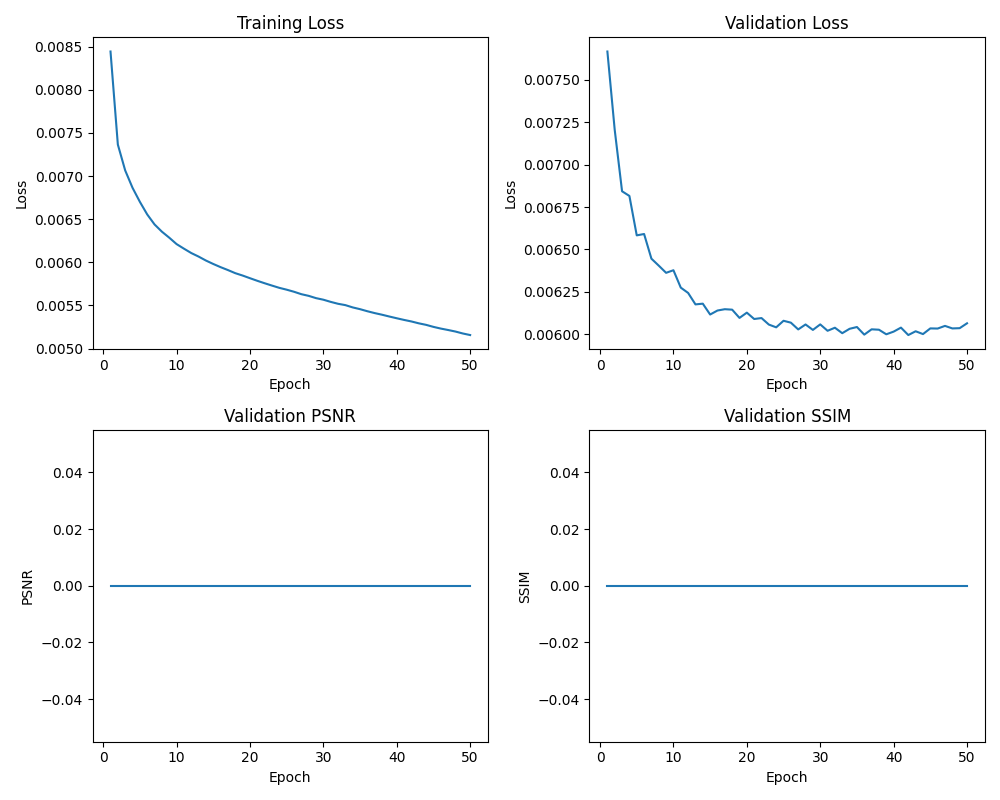 Training Loss
Loss
0.0085
0.0080
0.0075
0.0070
0.0065
0.0060
0.0055
0.0050
0 10 20 30 40 50
Epoch
Validation Loss
Loss
0.00750
0.00725
0.00700
0.00675
0.00650
0.00625
0.00600
0 10 20 30 40 50
Epoch
Validation PSNR
PSNR
0.04
0.02
0.00
−0.02
−0.04
0 10 20 30 40 50
Epoch
Validation SSIM
SSIM
0.04
0.02
0.00
−0.02
−0.04
0 10 20 30 40 50
Epoch